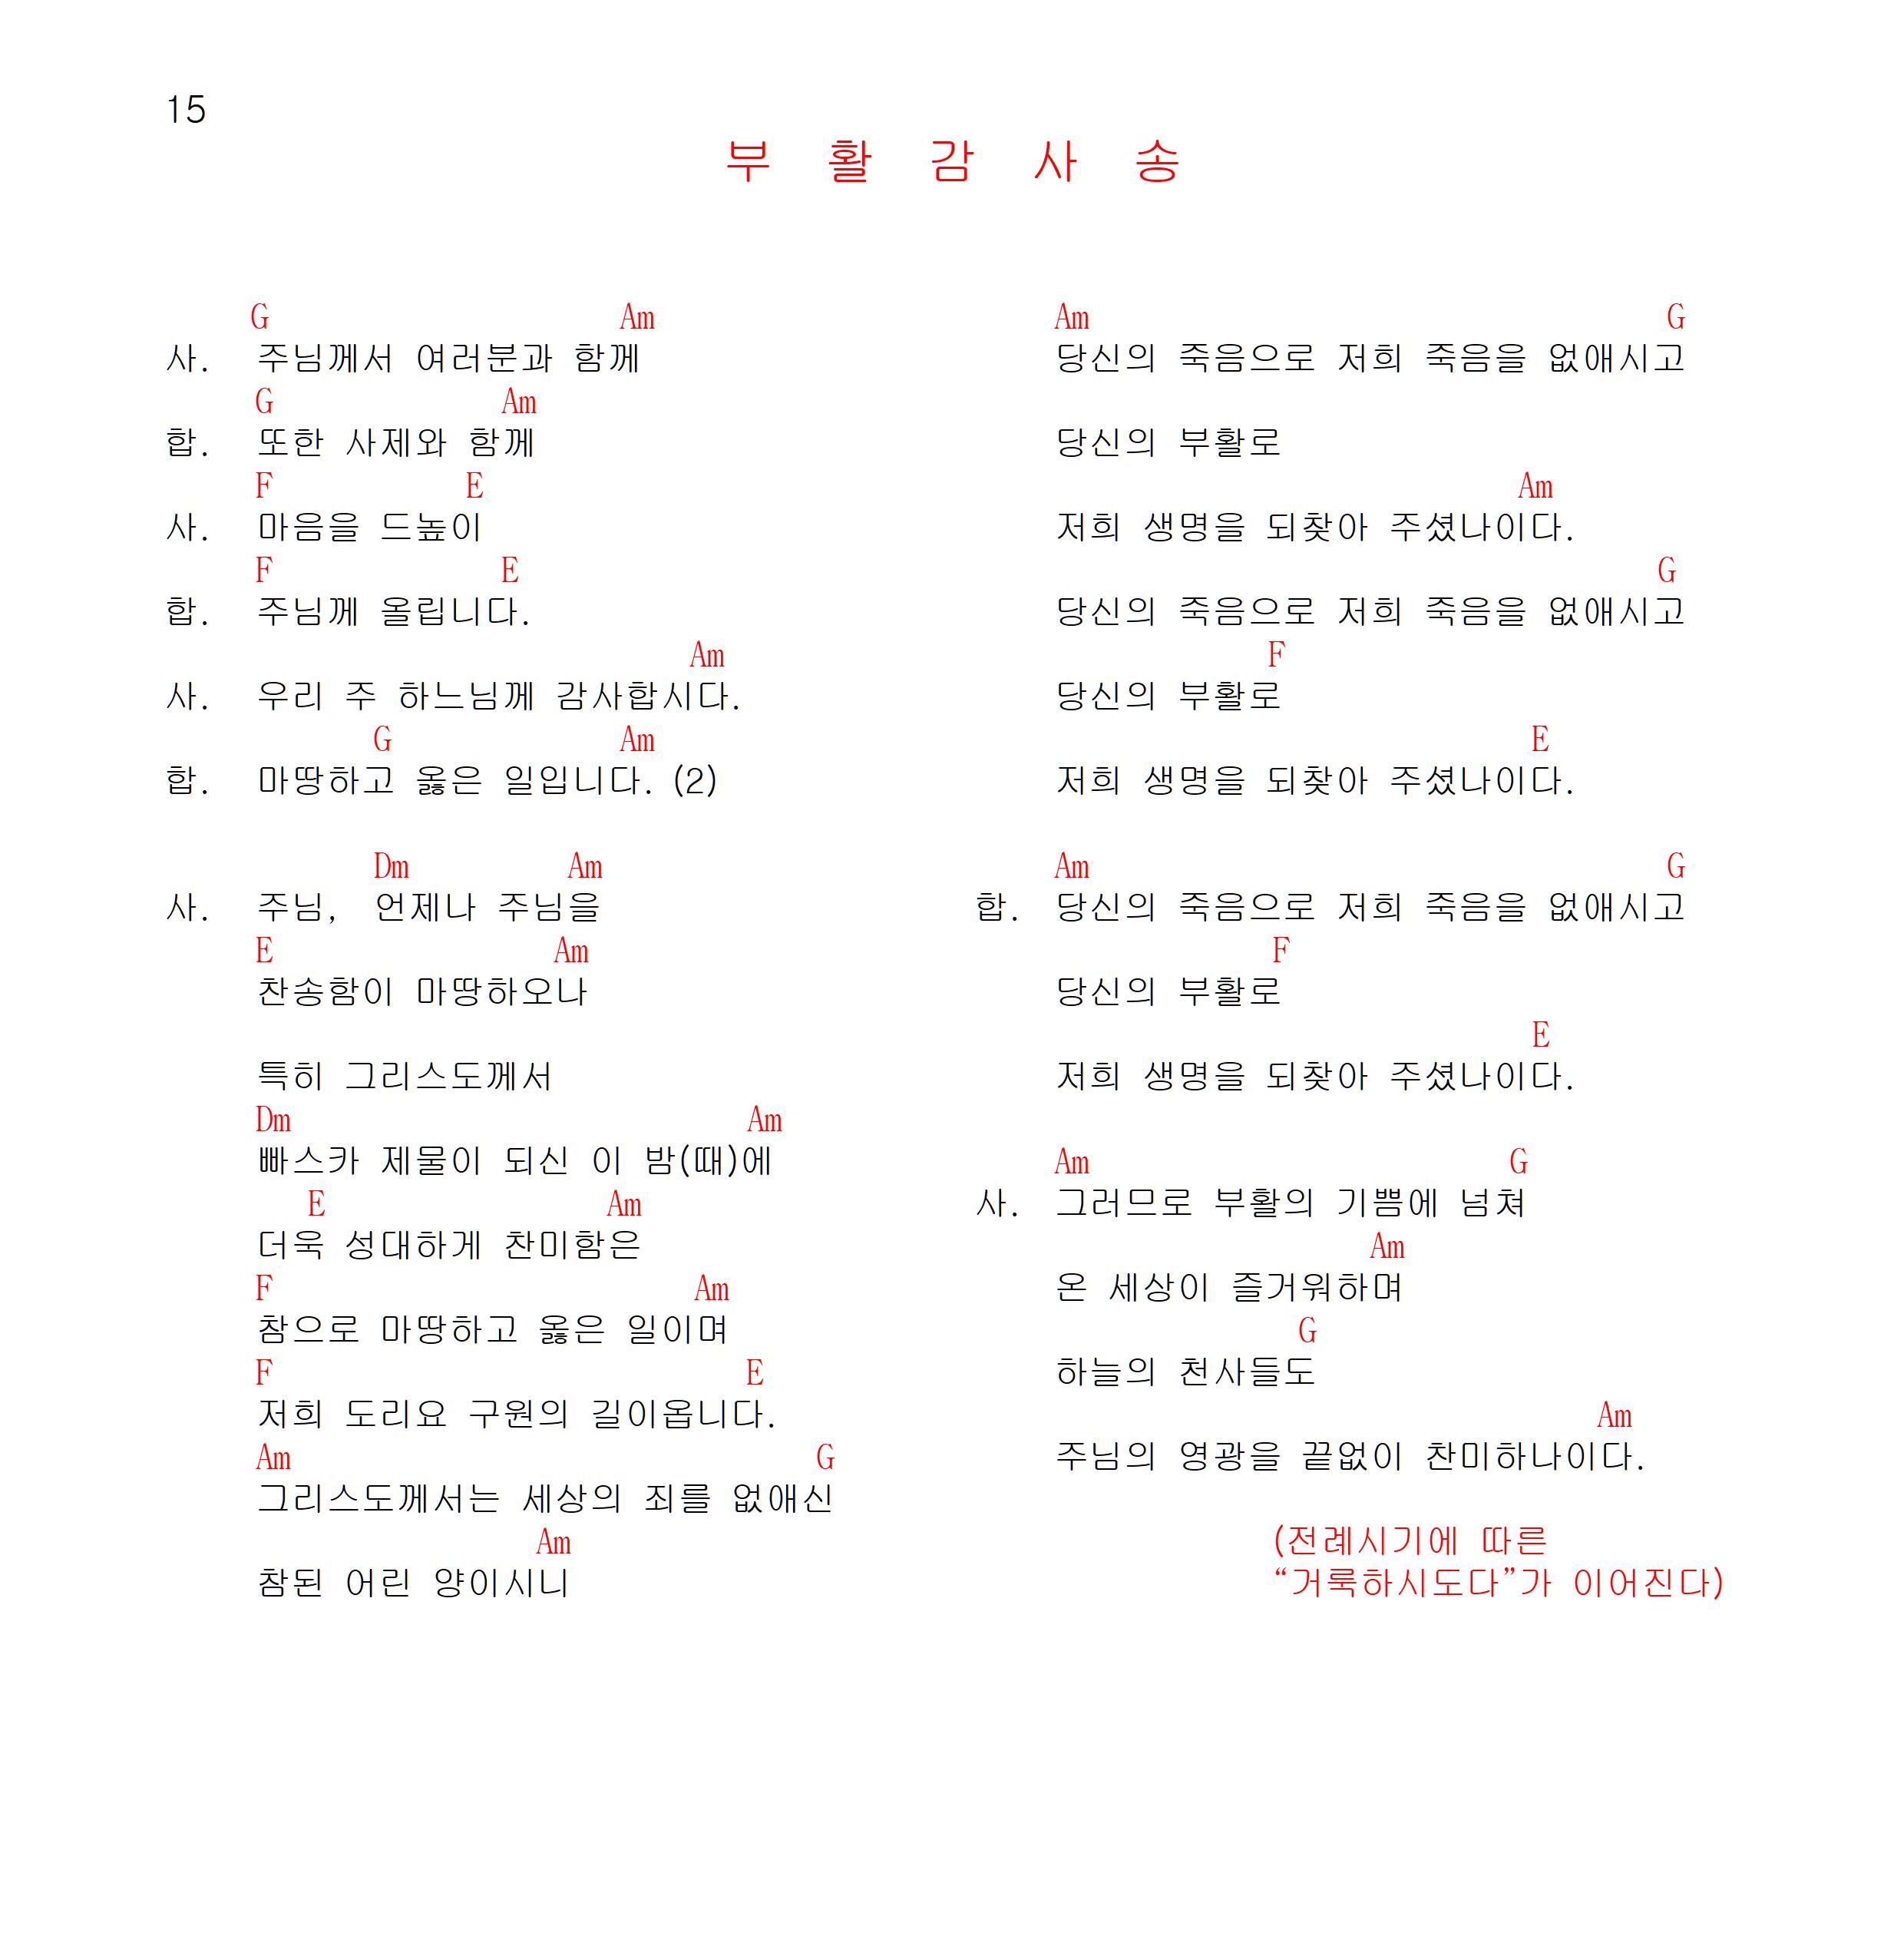 15
부 활 감 사 송
G Am
사. 주님께서 여러분과 함께
G Am
합. 또한 사제와 함께
F E
사. 마음을 드높이
F E
합. 주님께 올립니다.
Am
사. 우리 주 하느님께 감사합시다.
G Am
합. 마땅하고 옳은 일입니다. (2)
Dm Am
사. 주님, 언제나 주님을
E Am
찬송함이 마땅하오나
특히 그리스도께서
Dm Am
빠스카 제물이 되신 이 밤(때)에
E Am
더욱 성대하게 찬미함은
F Am
참으로 마땅하고 옳은 일이며
F E
저희 도리요 구원의 길이옵니다.
Am G
그리스도께서는 세상의 죄를 없애신
Am
참된 어린 양이시니
Am G
당신의 죽음으로 저희 죽음을 없애시고
당신의 부활로
Am
저희 생명을 되찾아 주셨나이다.
G
당신의 죽음으로 저희 죽음을 없애시고
F
당신의 부활로
E
저희 생명을 되찾아 주셨나이다.
Am G
합. 당신의 죽음으로 저희 죽음을 없애시고
F
당신의 부활로
E
저희 생명을 되찾아 주셨나이다.
Am G
사. 그러므로 부활의 기쁨에 넘쳐
Am
온 세상이 즐거워하며
G
하늘의 천사들도
Am
주님의 영광을 끝없이 찬미하나이다.
(전례시기에 따른
“거룩하시도다”가 이어진다)